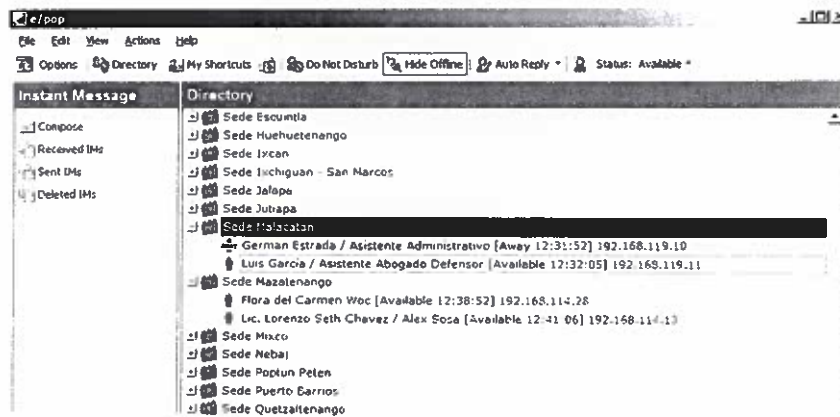 e/pop
File Edit View Actions Help
Options Directory My Shortcuts Do Not Disturb Hide Offline Auto Reply Status: Available
Instant Message
Compose
Received IMs
Sent IMs
Deleted IMs
Directory
Sede Escuintla
Sede Huehuetenango
Sede Ixcan
Sede Ixchiguan - San Marcos
Sede Jalapa
Sede Jutiapa
Sede Malacatan
German Estrada / Asistente Administrativo [Away 12:31:52] 192.168.119.10
Luis Garcia / Asistente Abogado Defensor [Available 12:32:05] 192.168.119.11
Sede Mazatenango
Flora del Carmen Woc [Available 12:38:52] 192.168.114.28
Lic. Lorenzo Seth Chavez / Alex Sosa [Available 12:41:06] 192.168.114.13
Sede Mixco
Sede Nebaj
Sede Poptun Peten
Sede Puerto Barrios
Sede Quetzaltenango